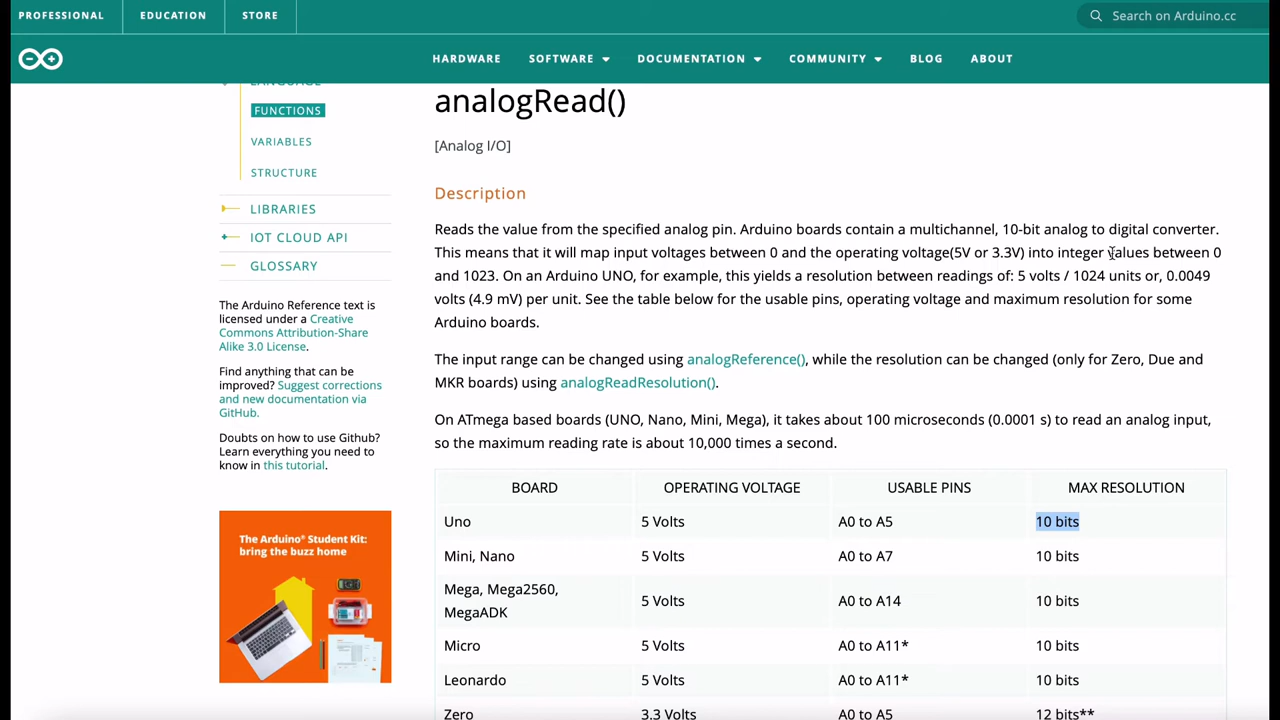 PROFESSIONAL
EDUCATION
STORE
Search on Arduino.cc
HARDWARE
SOFTWARE
DOCUMENTATION
COMMUNITY
BLOG
ABOUT
LANGUAGE
FUNCTIONS
VARIABLES
STRUCTURE
LIBRARIES
IOT CLOUD API
GLOSSARY
The Arduino Reference text is
licensed under a Creative
Commons Attribution-Share
Alike 3.0 License.
Find anything that can be
improved? Suggest corrections
and new documentation via
GitHub.
Doubts on how to use Github?
Learn everything you need to
know in this tutorial.
The Arduino® Student Kit:
bring the buzz home
analogRead()
[Analog I/O]
Description
Reads the value from the specified analog pin. Arduino boards contain a multichannel, 10-bit analog to digital converter.
This means that it will map input voltages between 0 and the operating voltage(5V or 3.3V) into integer values between 0
and 1023. On an Arduino UNO, for example, this yields a resolution between readings of: 5 volts / 1024 units or, 0.0049
volts (4.9 mV) per unit. See the table below for the usable pins, operating voltage and maximum resolution for some
Arduino boards.
The input range can be changed using analogReference(), while the resolution can be changed (only for Zero, Due and
MKR boards) using analogReadResolution().
On ATmega based boards (UNO, Nano, Mini, Mega), it takes about 100 microseconds (0.0001 s) to read an analog input,
so the maximum reading rate is about 10,000 times a second.
BOARD OPERATING VOLTAGE USABLE PINS MAX RESOLUTION
Uno 5 Volts A0 to A5 10 bits
Mini, Nano 5 Volts A0 to A7 10 bits
Mega, Mega2560,
MegaADK 5 Volts A0 to A14 10 bits
Micro 5 Volts A0 to A11* 10 bits
Leonardo 5 Volts A0 to A11* 10 bits
Zero 3.3 Volts A0 to A5 12 bits**